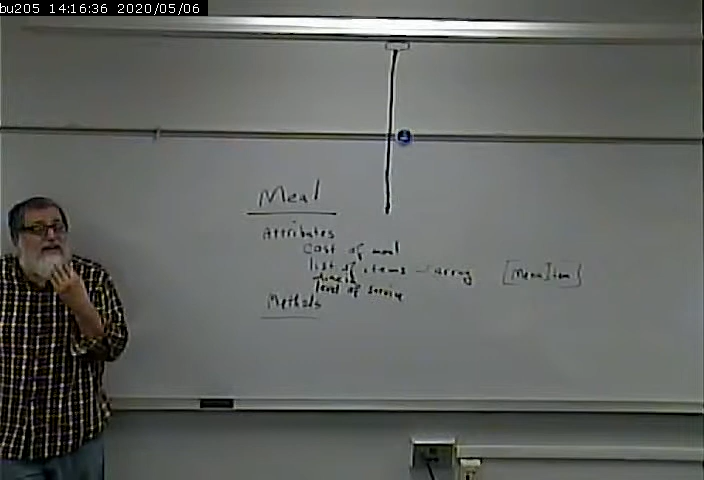 bu205 14:16:36 2020/05/06
Meal
Attributes
Cost of meal
list of items - array [MenuItem]
level of service
Methods